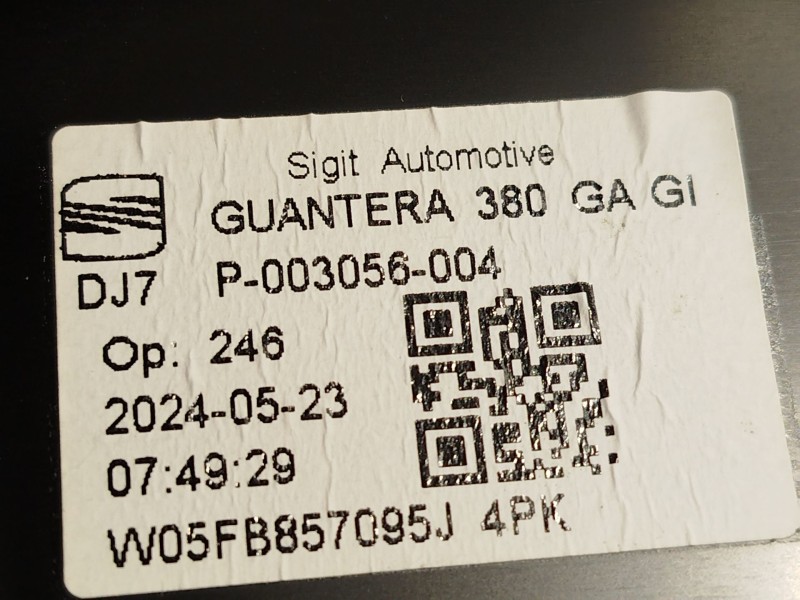 Sigit Automotive
GUANTERA 380 GA GI
DJ7 P-003056-004
Op: 246
2024-05-23
07:49:29
W05FB857095J 4PK